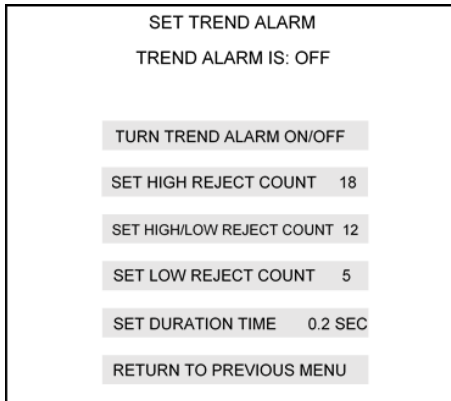 SET TREND ALARM
TREND ALARM IS: OFF
TURN TREND ALARM ON/OFF
SET HIGH REJECT COUNT 18
SET HIGH/LOW REJECT COUNT 12
SET LOW REJECT COUNT 5
SET DURATION TIME 0.2 SEC
RETURN TO PREVIOUS MENU